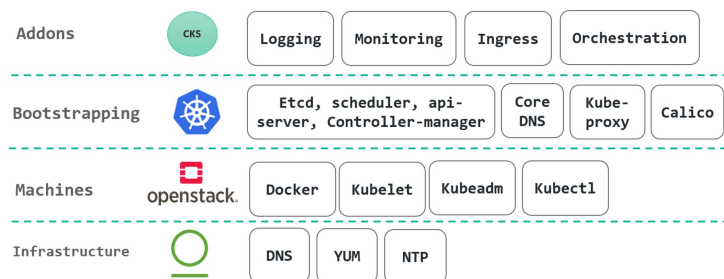 Addons
CKS
Logging
Monitoring
Ingress
Orchestration
Bootstrapping
Etcd, scheduler, api-
server, Controller-manager
Core
DNS
Kube-
proxy
Calico
Machines
openstack.
Docker
Kubelet
Kubeadm
Kubectl
Infrastructure
DNS
YUM
NTP